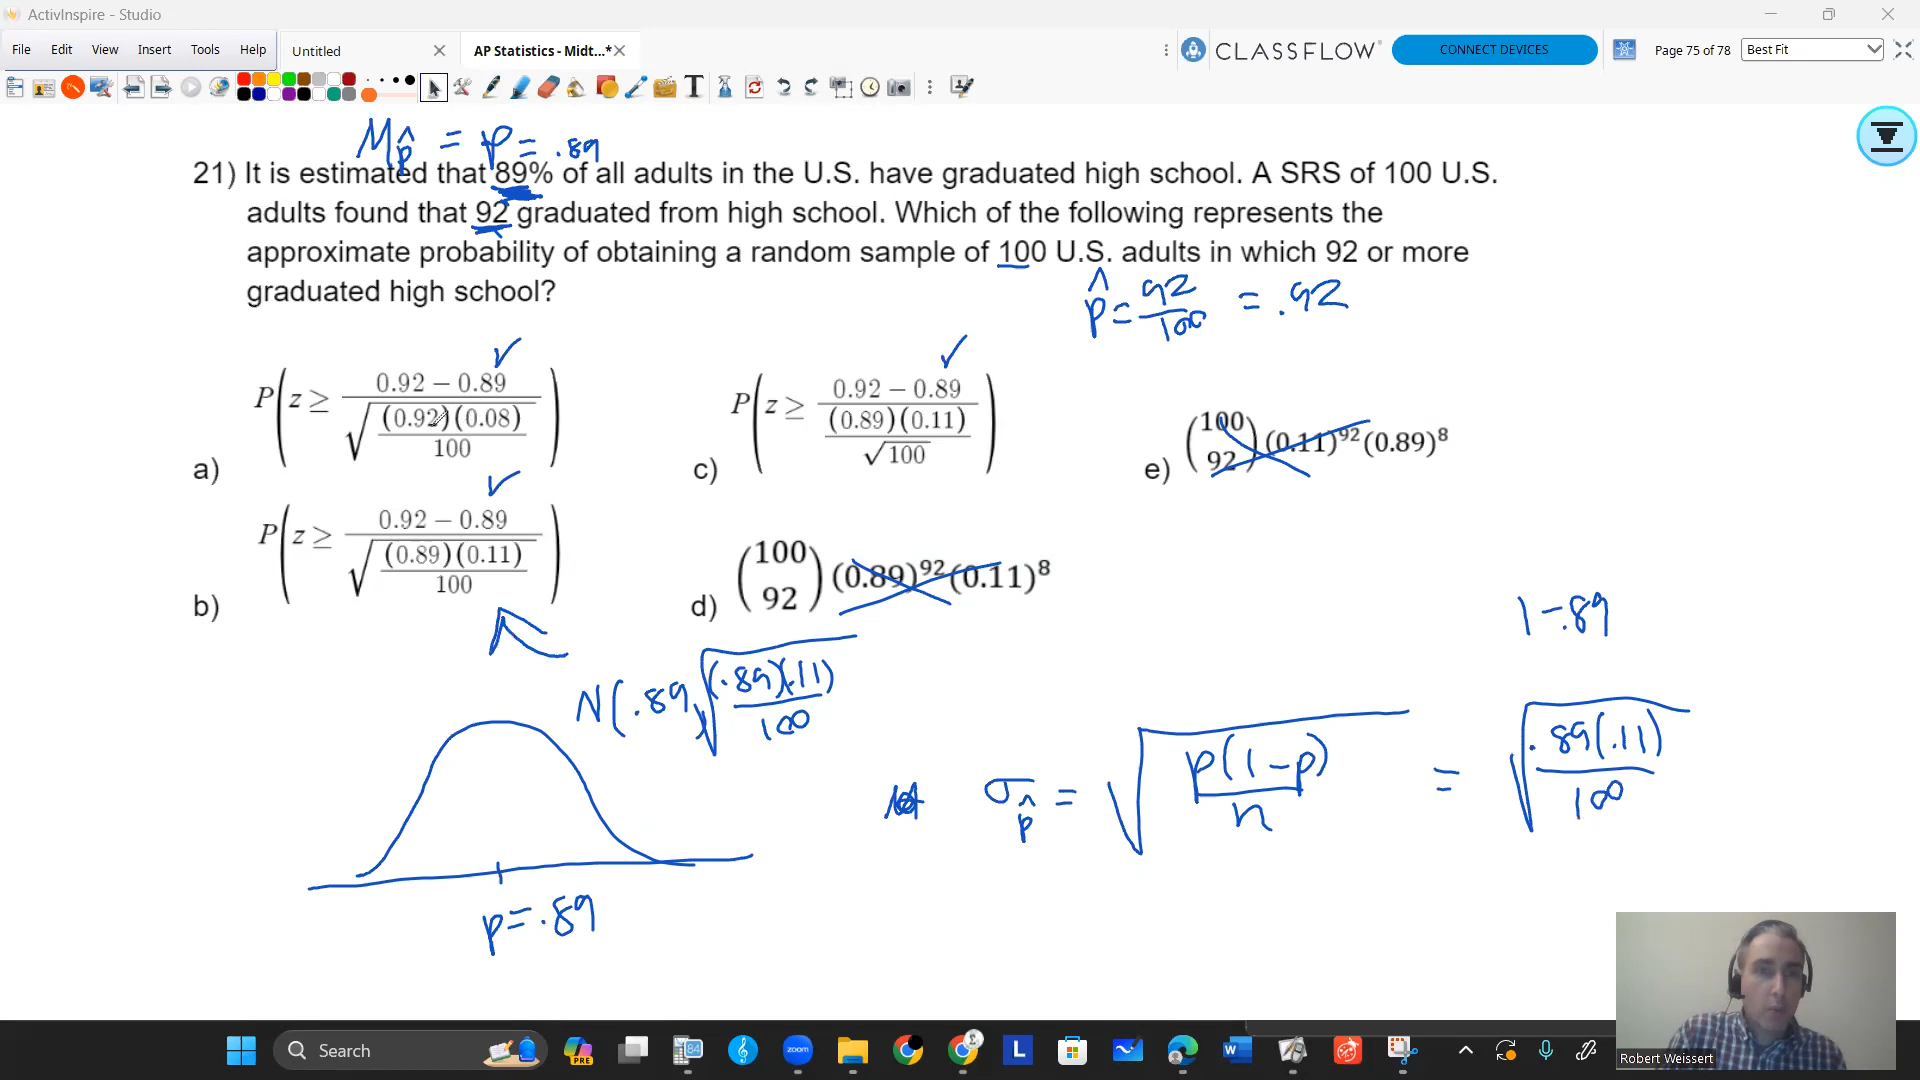 ActivInspire - Studio
File Edit View Insert Tools Help
Untitled
AP Statistics - Midt...*
CLASSFLOW
CONNECT DEVICES
Page 75 of 78
Best Fit
M p̂ = p = .89
21) It is estimated that 89% of all adults in the U.S. have graduated high school. A SRS of 100 U.S.
adults found that 92 graduated from high school. Which of the following represents the
approximate probability of obtaining a random sample of 100 U.S. adults in which 92 or more
graduated high school?
p̂ = 92/100 = .92
a) P(z ≥ (0.92 − 0.89) / √((0.92)(0.08) / 100))
c) P(z ≥ (0.92 − 0.89) / ((0.89)(0.11) / √100))
e) (100 92)(0.11)^92(0.89)^8
b) P(z ≥ (0.92 − 0.89) / √((0.89)(0.11) / 100))
d) (100 92)(0.89)^92(0.11)^8
1 − .89
N(.89, √((.89)(.11) / 100)
σ p̂ = √(p(1−p) / n) = √(.89(.11) / 100)
p = .89
Search
PRE
84
zoom
L
W
Robert Weissert